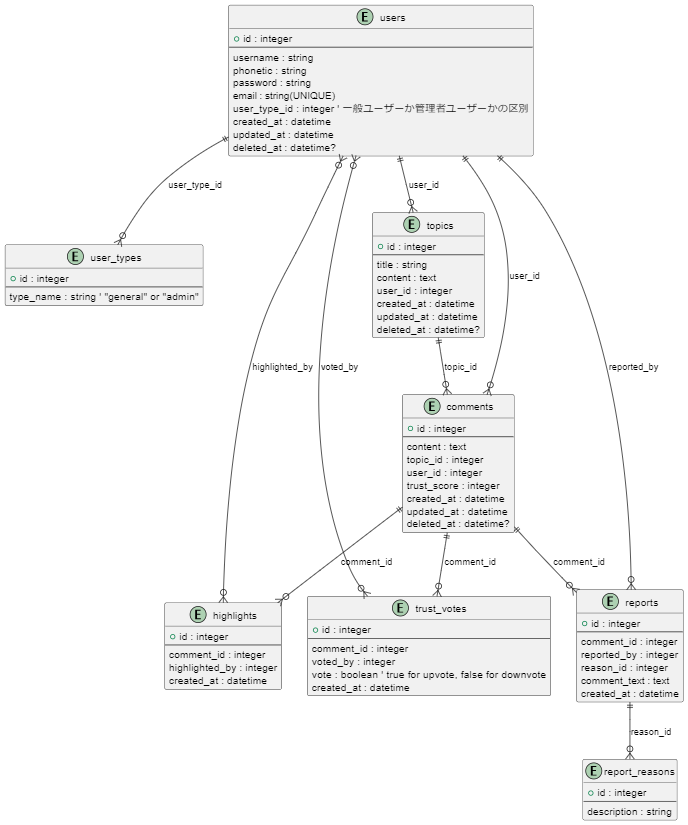 E users
id : integer
username : string
phonetic : string
password : string
email : string(UNIQUE)
user_type_id : integer ' 一般ユーザーか管理者ユーザーかの区別
created_at : datetime
updated_at : datetime
deleted_at : datetime?
user_type_id
user_id
E user_types
id : integer
type_name : string ' "general" or "admin"
E topics
id : integer
title : string
content : text
user_id : integer
created_at : datetime
updated_at : datetime
deleted_at : datetime?
user_id
highlighted_by
voted_by
topic_id
reported_by
E comments
id : integer
content : text
topic_id : integer
user_id : integer
trust_score : integer
created_at : datetime
updated_at : datetime
deleted_at : datetime?
comment_id
comment_id
comment_id
E highlights
id : integer
comment_id : integer
highlighted_by : integer
created_at : datetime
E trust_votes
id : integer
comment_id : integer
voted_by : integer
vote : boolean ' true for upvote, false for downvote
created_at : datetime
E reports
id : integer
comment_id : integer
reported_by : integer
reason_id : integer
comment_text : text
created_at : datetime
reason_id
E report_reasons
id : integer
description : string